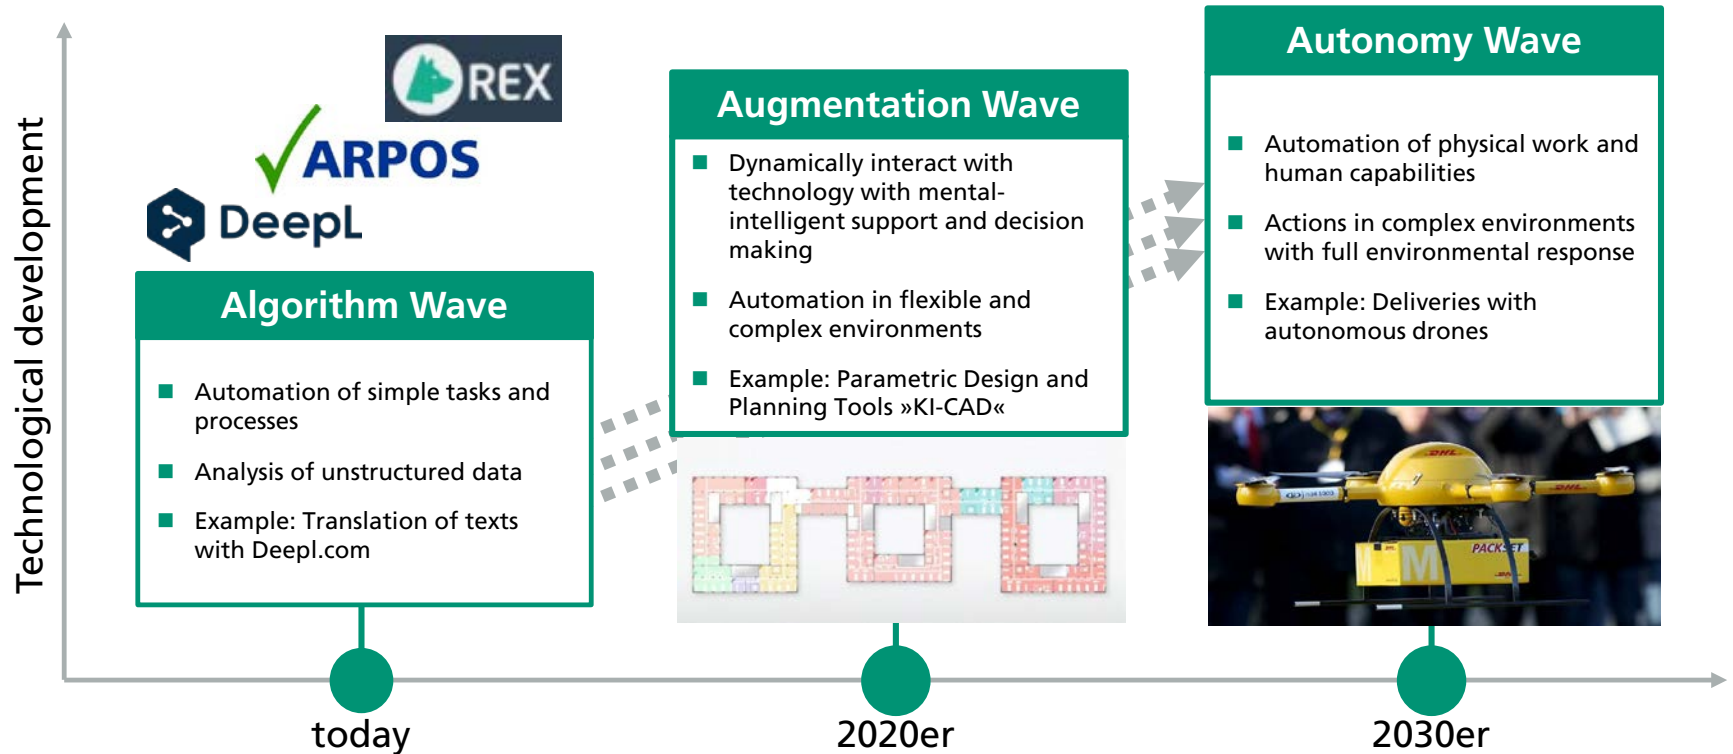 Technological development
REX
ARPOS
DeepL
Algorithm Wave
■ Automation of simple tasks and
processes
■ Analysis of unstructured data
■ Example: Translation of texts
with Deepl.com
Augmentation Wave
■ Dynamically interact with
technology with mental-
intelligent support and decision
making
■ Automation in flexible and
complex environments
■ Example: Parametric Design and
Planning Tools »KI-CAD«
Autonomy Wave
■ Automation of physical work and
human capabilities
■ Actions in complex environments
with full environmental response
■ Example: Deliveries with
autonomous drones
DHL
DHL
PACKSET
M
M
DHL
today
2020er
2030er